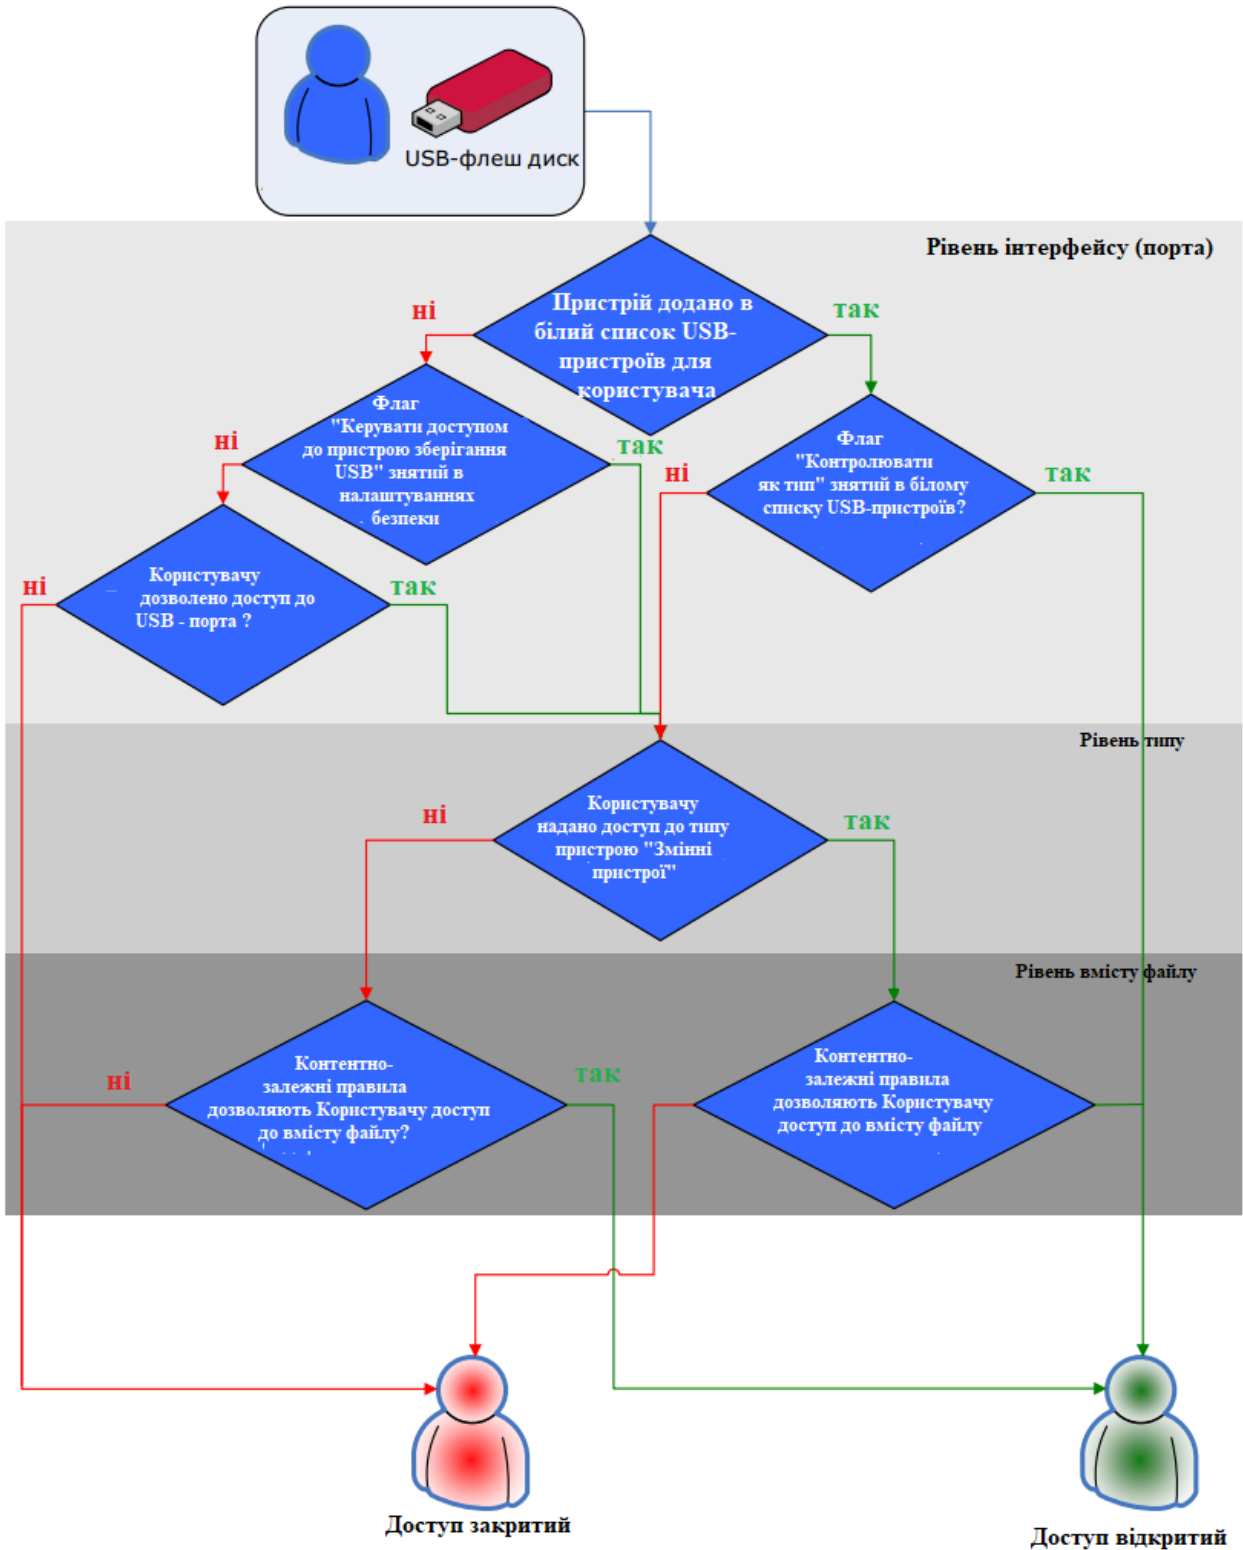 USB-флеш диск
Рівень інтерфейсу (порта)
Пристрій додано в
білий список USB-
пристроїв для
користувача
ні
так
Флаг
"Керувати доступом
до пристрою зберігання
USB" знятий в
налаштуваннях
безпеки
ні
так
Флаг
"Контролювати
як тип" знятий в білому
списку USB-пристроїв?
ні
так
Користувачу
дозволено доступ до
USB - порта ?
ні
так
Рівень типу
Користувачу
надано доступ до типу
пристрою "Змінні
пристрої"
ні
так
Рівень вмісту файлу
Контентно-
залежні правила
дозволяють Користувачу доступ
до вмісту файлу?
ні
так
Контентно-
залежні правила
дозволяють Користувачу
доступ до вмісту файлу
Доступ закритий
Доступ відкритий